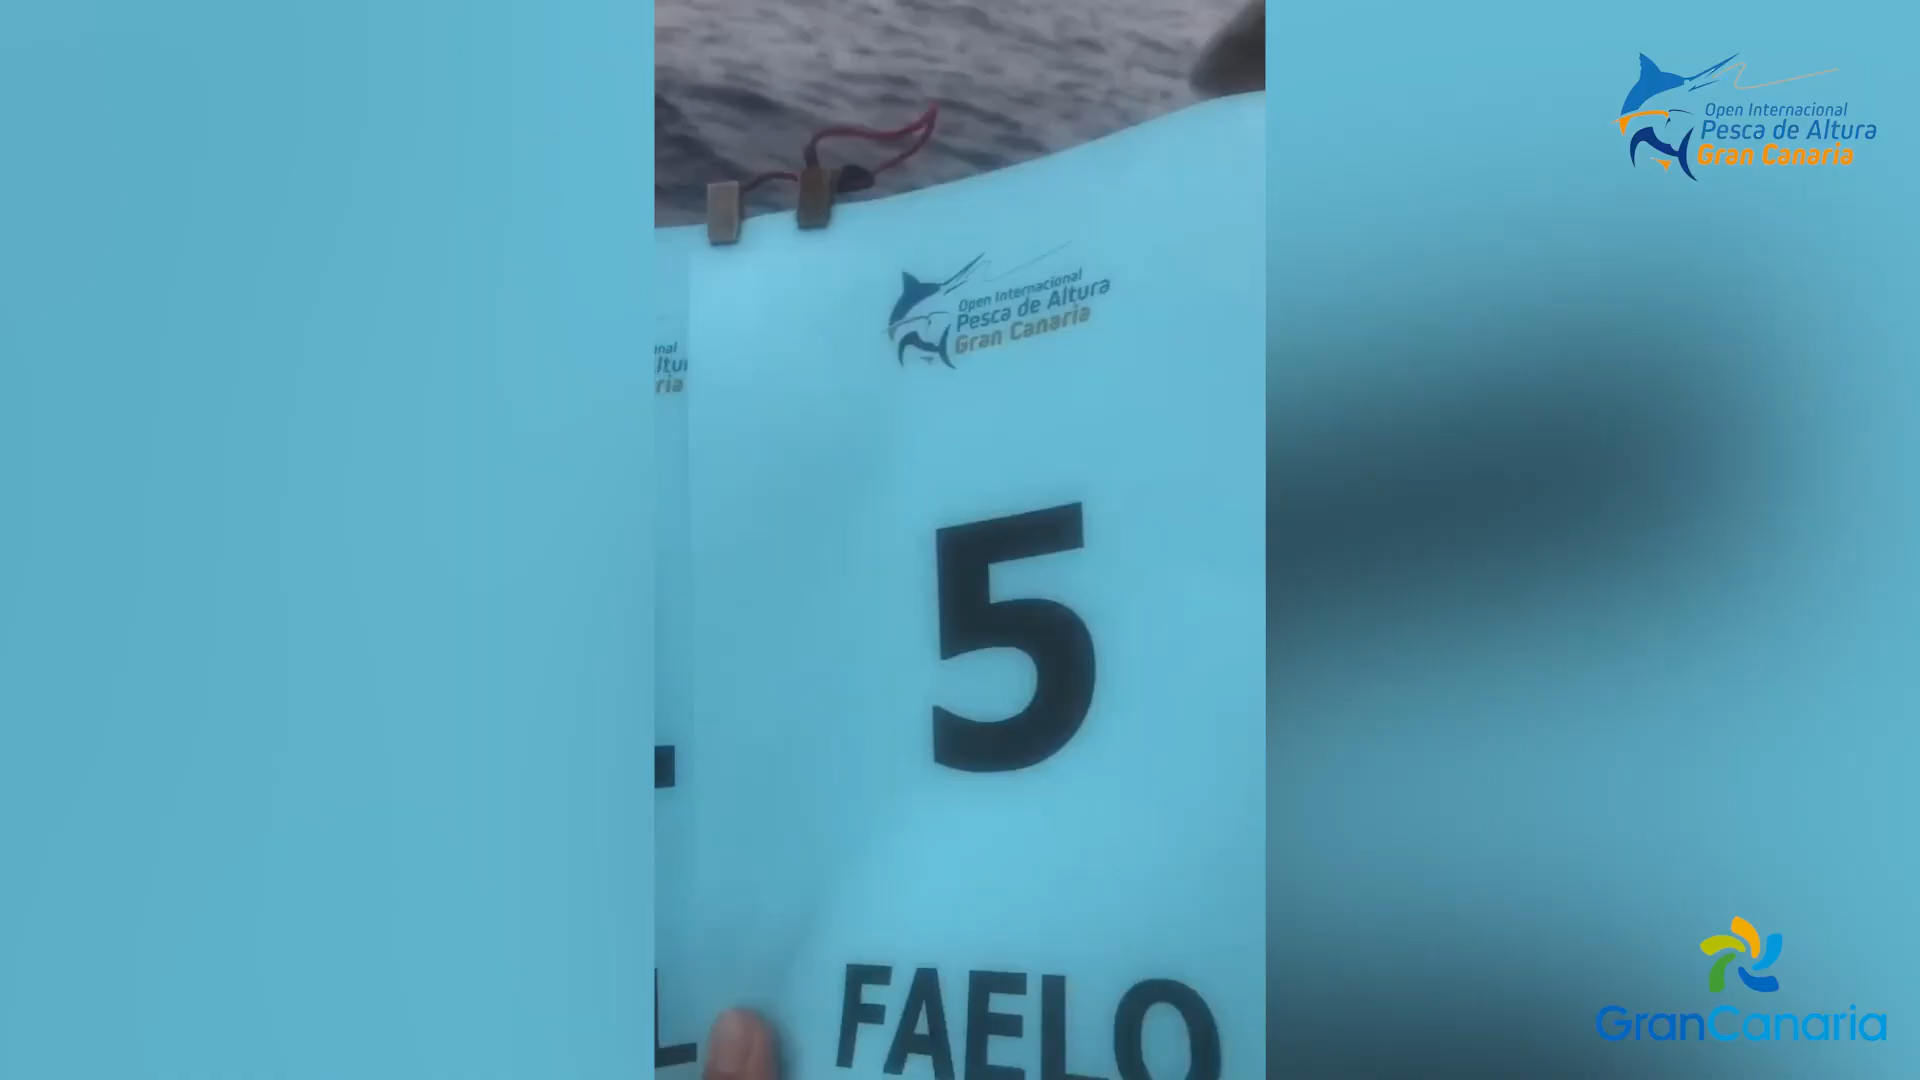 Open Internacional
Pesca de Altura
Gran Canaria
Open Internacional
Pesca de Altura
Gran Canaria
5
FAELO
GranCanaria